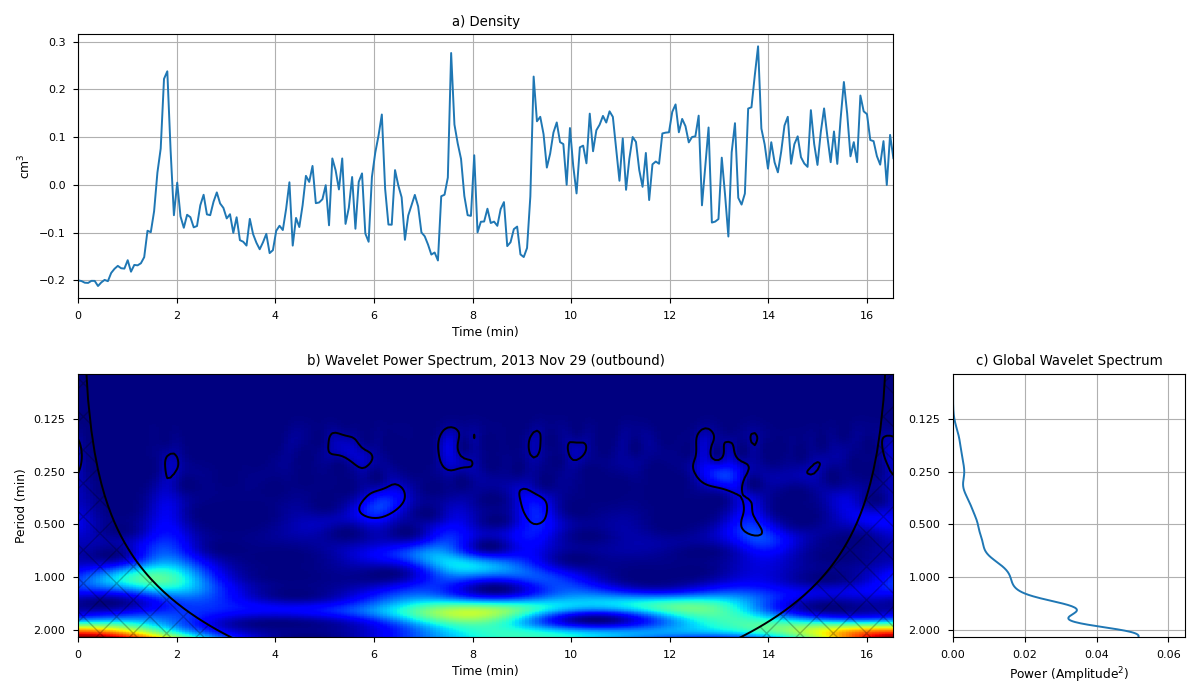 a) Density
0.3
0.2
0.1
0.0
−0.1
−0.2
cm³
0 2 4 6 8 10 12 14 16
Time (min)
b) Wavelet Power Spectrum, 2013 Nov 29 (outbound)
0.125
0.250
0.500
1.000
2.000
Period (min)
0 2 4 6 8 10 12 14 16
Time (min)
c) Global Wavelet Spectrum
0.125
0.250
0.500
1.000
2.000
0.00 0.02 0.04 0.06
Power (Amplitude²)